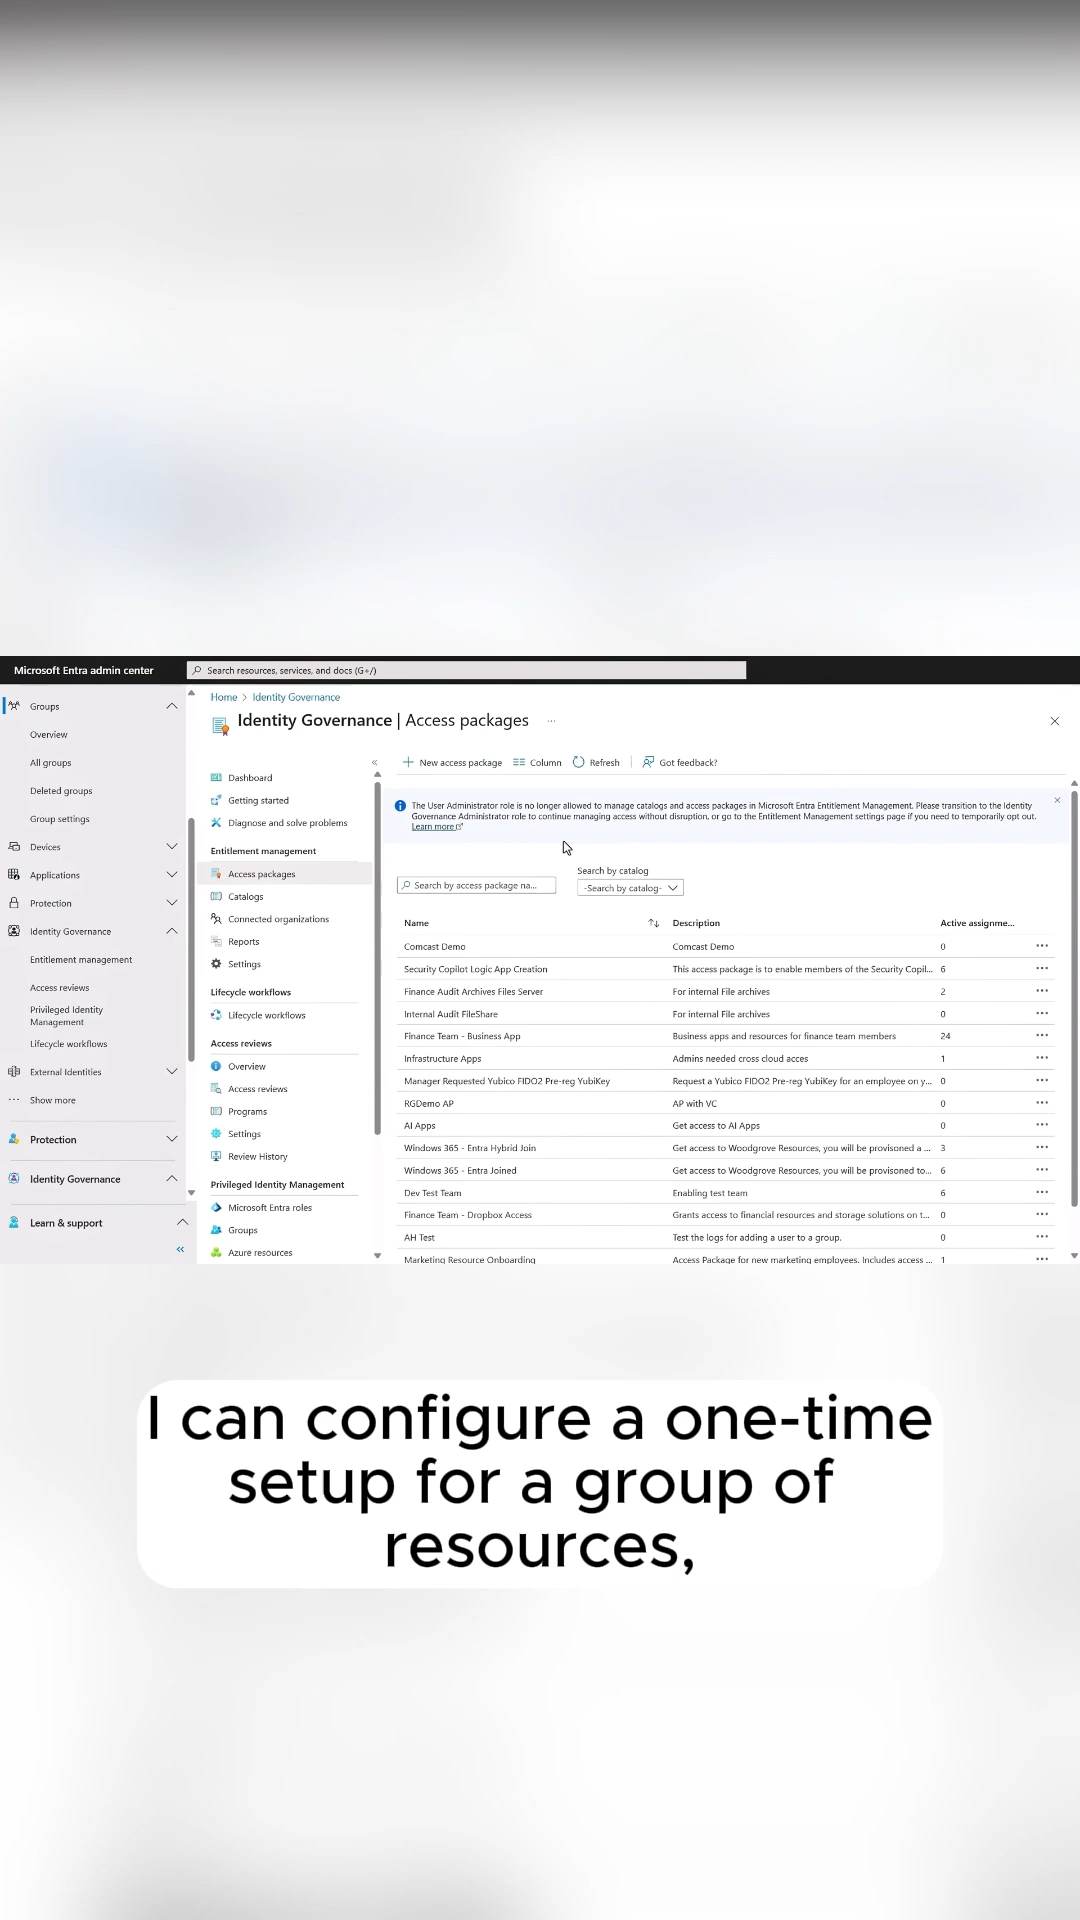 Microsoft Entra admin center
Search resources, services, and docs (G+/)
Groups
Overview
All groups
Deleted groups
Group settings
Devices
Applications
Protection
Identity Governance
Entitlement management
Access reviews
Privileged Identity
Management
Lifecycle workflows
External Identities
Show more
Protection
Identity Governance
Learn & support
Home > Identity Governance
Identity Governance | Access packages
Dashboard
Getting started
Diagnose and solve problems
Entitlement management
Access packages
Catalogs
Connected organizations
Reports
Settings
Lifecycle workflows
Lifecycle workflows
Access reviews
Overview
Access reviews
Programs
Settings
Review History
Privileged Identity Management
Microsoft Entra roles
Groups
Azure resources
New access package Column Refresh Got feedback?
The User Administrator role is no longer allowed to manage catalogs and access packages in Microsoft Entra Entitlement Management. Please transition to the Identity
Governance Administrator role to continue managing access without disruption, or go to the Entitlement Management settings page if you need to temporarily opt out.
Learn more
Search by catalog
Search by access package na... -Search by catalog-
Name Description Active assignme...
Comcast Demo Comcast Demo 0
Security Copilot Logic App Creation This access package is to enable members of the Security Copil... 6
Finance Audit Archives Files Server For internal File archives 2
Internal Audit FileShare For internal File archives 0
Finance Team - Business App Business apps and resources for finance team members 24
Infrastructure Apps Admins needed cross cloud acces 1
Manager Requested Yubico FIDO2 Pre-reg YubiKey Request a Yubico FIDO2 Pre-reg YubiKey for an employee on y... 0
RGDemo AP AP with VC 0
AI Apps Get access to AI Apps 0
Windows 365 - Entra Hybrid Join Get access to Woodgrove Resources, you will be provisoned a ... 3
Windows 365 - Entra Joined Get access to Woodgrove Resources, you will be provisoned to... 6
Dev Test Team Enabling test team 6
Finance Team - Dropbox Access Grants access to financial resources and storage solutions on t... 0
AH Test Test the logs for adding a user to a group. 0
Marketing Resource Onboarding Access Package for new marketing employees. Includes access ... 1
I can configure a one-time
setup for a group of
resources,